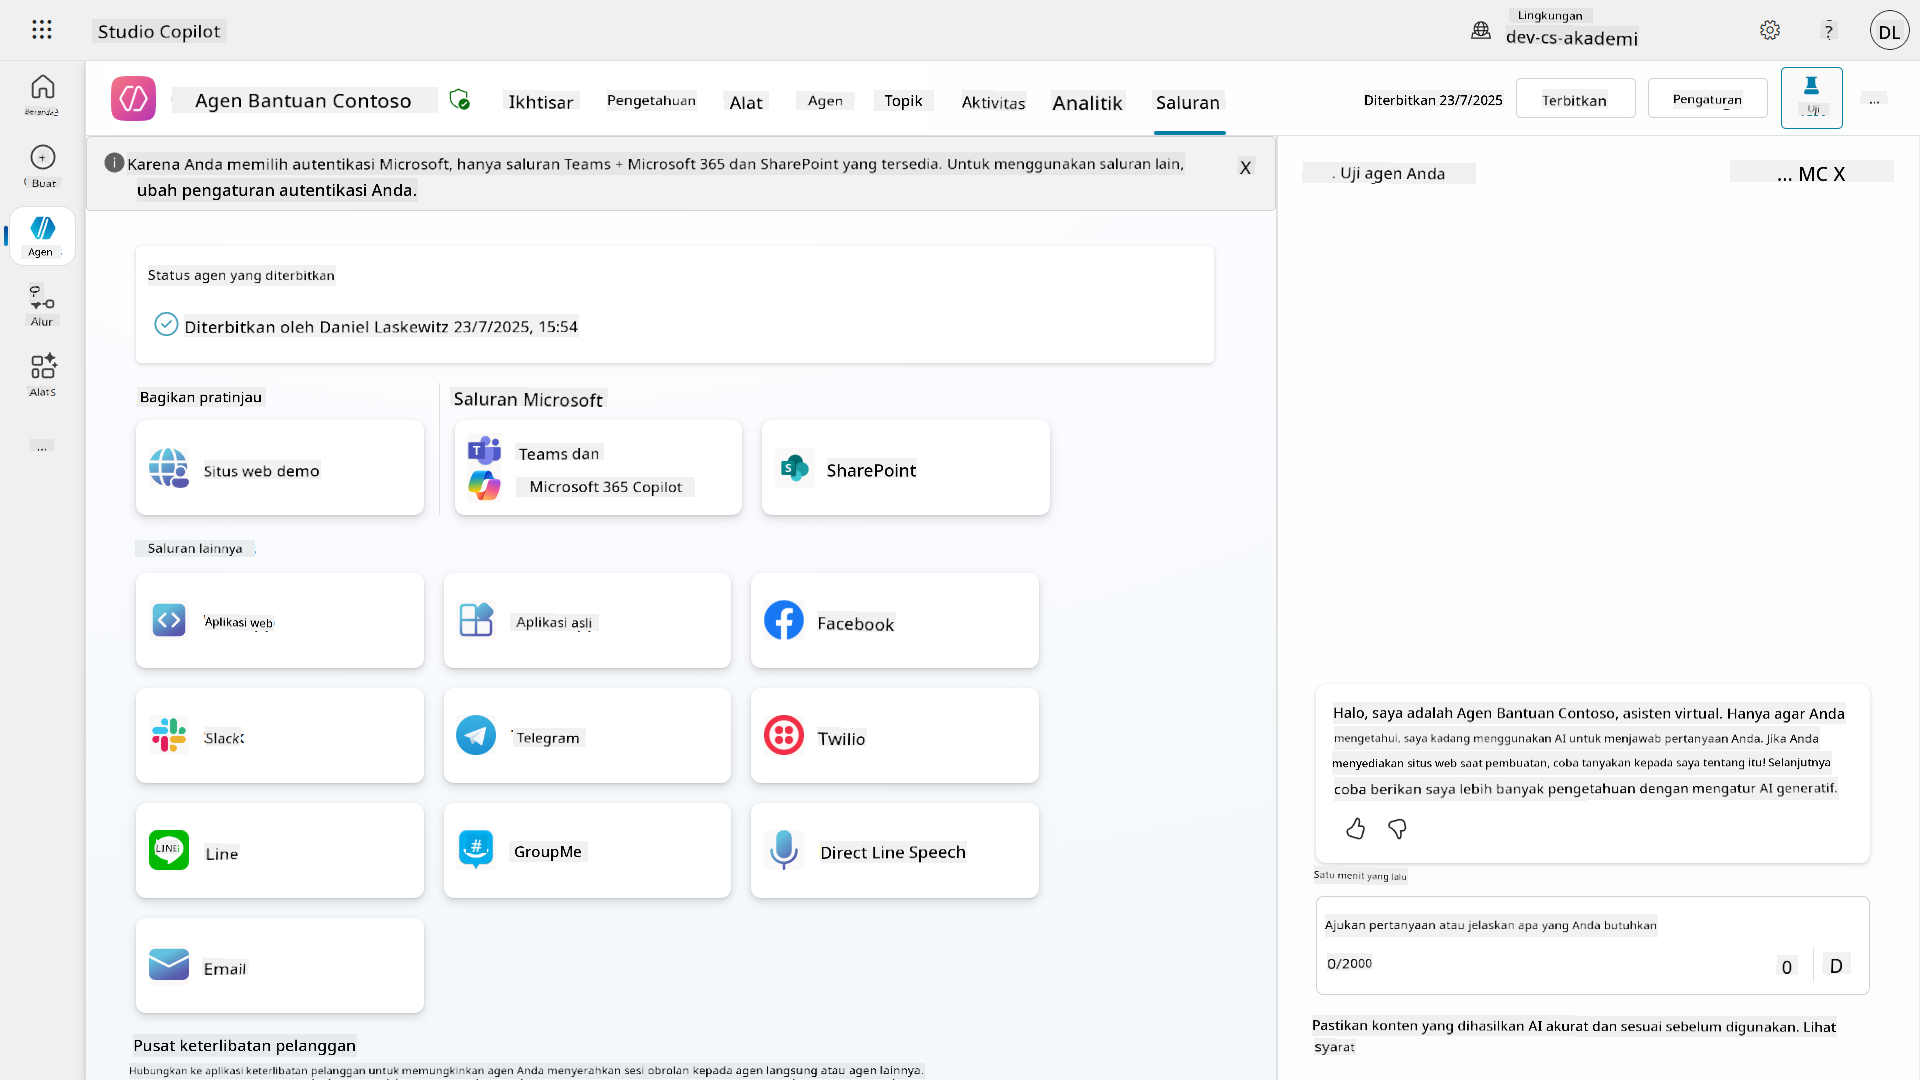 Studio Copilot
Lingkungan
dev-cs-akademi
?
DL
Beranda
Buat
Agen
Alur
Alat
...
Agen Bantuan Contoso
Ikhtisar
Pengetahuan
Alat
Agen
Topik
Aktivitas
Analitik
Saluran
Diterbitkan 23/7/2025
Terbitkan
Pengaturan
Uji
...
Karena Anda memilih autentikasi Microsoft, hanya saluran Teams + Microsoft 365 dan SharePoint yang tersedia. Untuk menggunakan saluran lain,
ubah pengaturan autentikasi Anda.
X
Status agen yang diterbitkan
Diterbitkan oleh Daniel Laskewitz 23/7/2025, 15:54
Bagikan pratinjau
Situs web demo
Saluran Microsoft
Teams dan
Microsoft 365 Copilot
SharePoint
Saluran lainnya
Aplikasi web
Aplikasi asli
Facebook
Slack
Telegram
Twilio
LINE
Line
GroupMe
Direct Line Speech
Email
Pusat keterlibatan pelanggan
Hubungkan ke aplikasi keterlibatan pelanggan untuk memungkinkan agen Anda menyerahkan sesi obrolan kepada agen langsung atau agen lainnya.
. Uji agen Anda
... MC X
Halo, saya adalah Agen Bantuan Contoso, asisten virtual. Hanya agar Anda
mengetahui, saya kadang menggunakan AI untuk menjawab pertanyaan Anda. Jika Anda
menyediakan situs web saat pembuatan, coba tanyakan kepada saya tentang itu! Selanjutnya
coba berikan saya lebih banyak pengetahuan dengan mengatur AI generatif.
Satu menit yang lalu
Ajukan pertanyaan atau jelaskan apa yang Anda butuhkan
0/2000
0
D
Pastikan konten yang dihasilkan AI akurat dan sesuai sebelum digunakan. Lihat
syarat